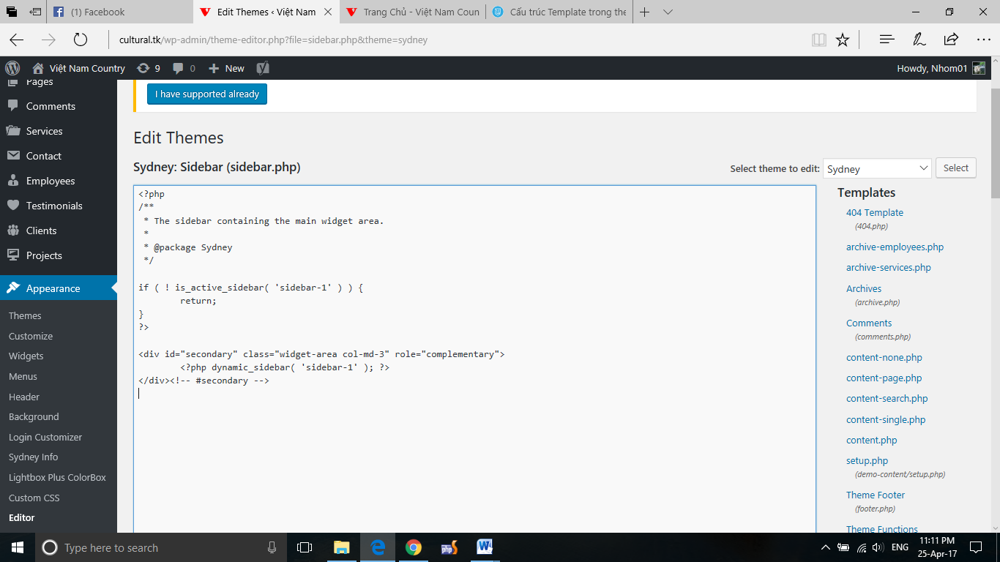 (1) Facebook
Edit Themes ‹ Việt Nam
Trang Chủ - Việt Nam Coun
Cấu trúc Template trong the
cultural.tk/wp-admin/theme-editor.php?file=sidebar.php&theme=sydney
Việt Nam Country
9
0
New
Howdy, Nhom01
Pages
Comments
Services
Contact
Employees
Testimonials
Clients
Projects
Appearance
Themes
Customize
Widgets
Menus
Header
Background
Login Customizer
Sydney Info
Lightbox Plus ColorBox
Custom CSS
Editor
I have supported already
Edit Themes
Sydney: Sidebar (sidebar.php)
Select theme to edit:
Sydney
Select
<?php
/**
* The sidebar containing the main widget area.
*
* @package Sydney
*/
if ( ! is_active_sidebar( 'sidebar-1' ) ) {
return;
}
?>
<div id="secondary" class="widget-area col-md-3" role="complementary">
<?php dynamic_sidebar( 'sidebar-1' ); ?>
</div><!-- #secondary -->
Templates
404 Template
(404.php)
archive-employees.php
archive-services.php
Archives
(archive.php)
Comments
(comments.php)
content-none.php
content-page.php
content-search.php
content-single.php
content.php
setup.php
(demo-content/setup.php)
Theme Footer
(footer.php)
Theme Functions
Type here to search
php
ENG
11:11 PM
25-Apr-17